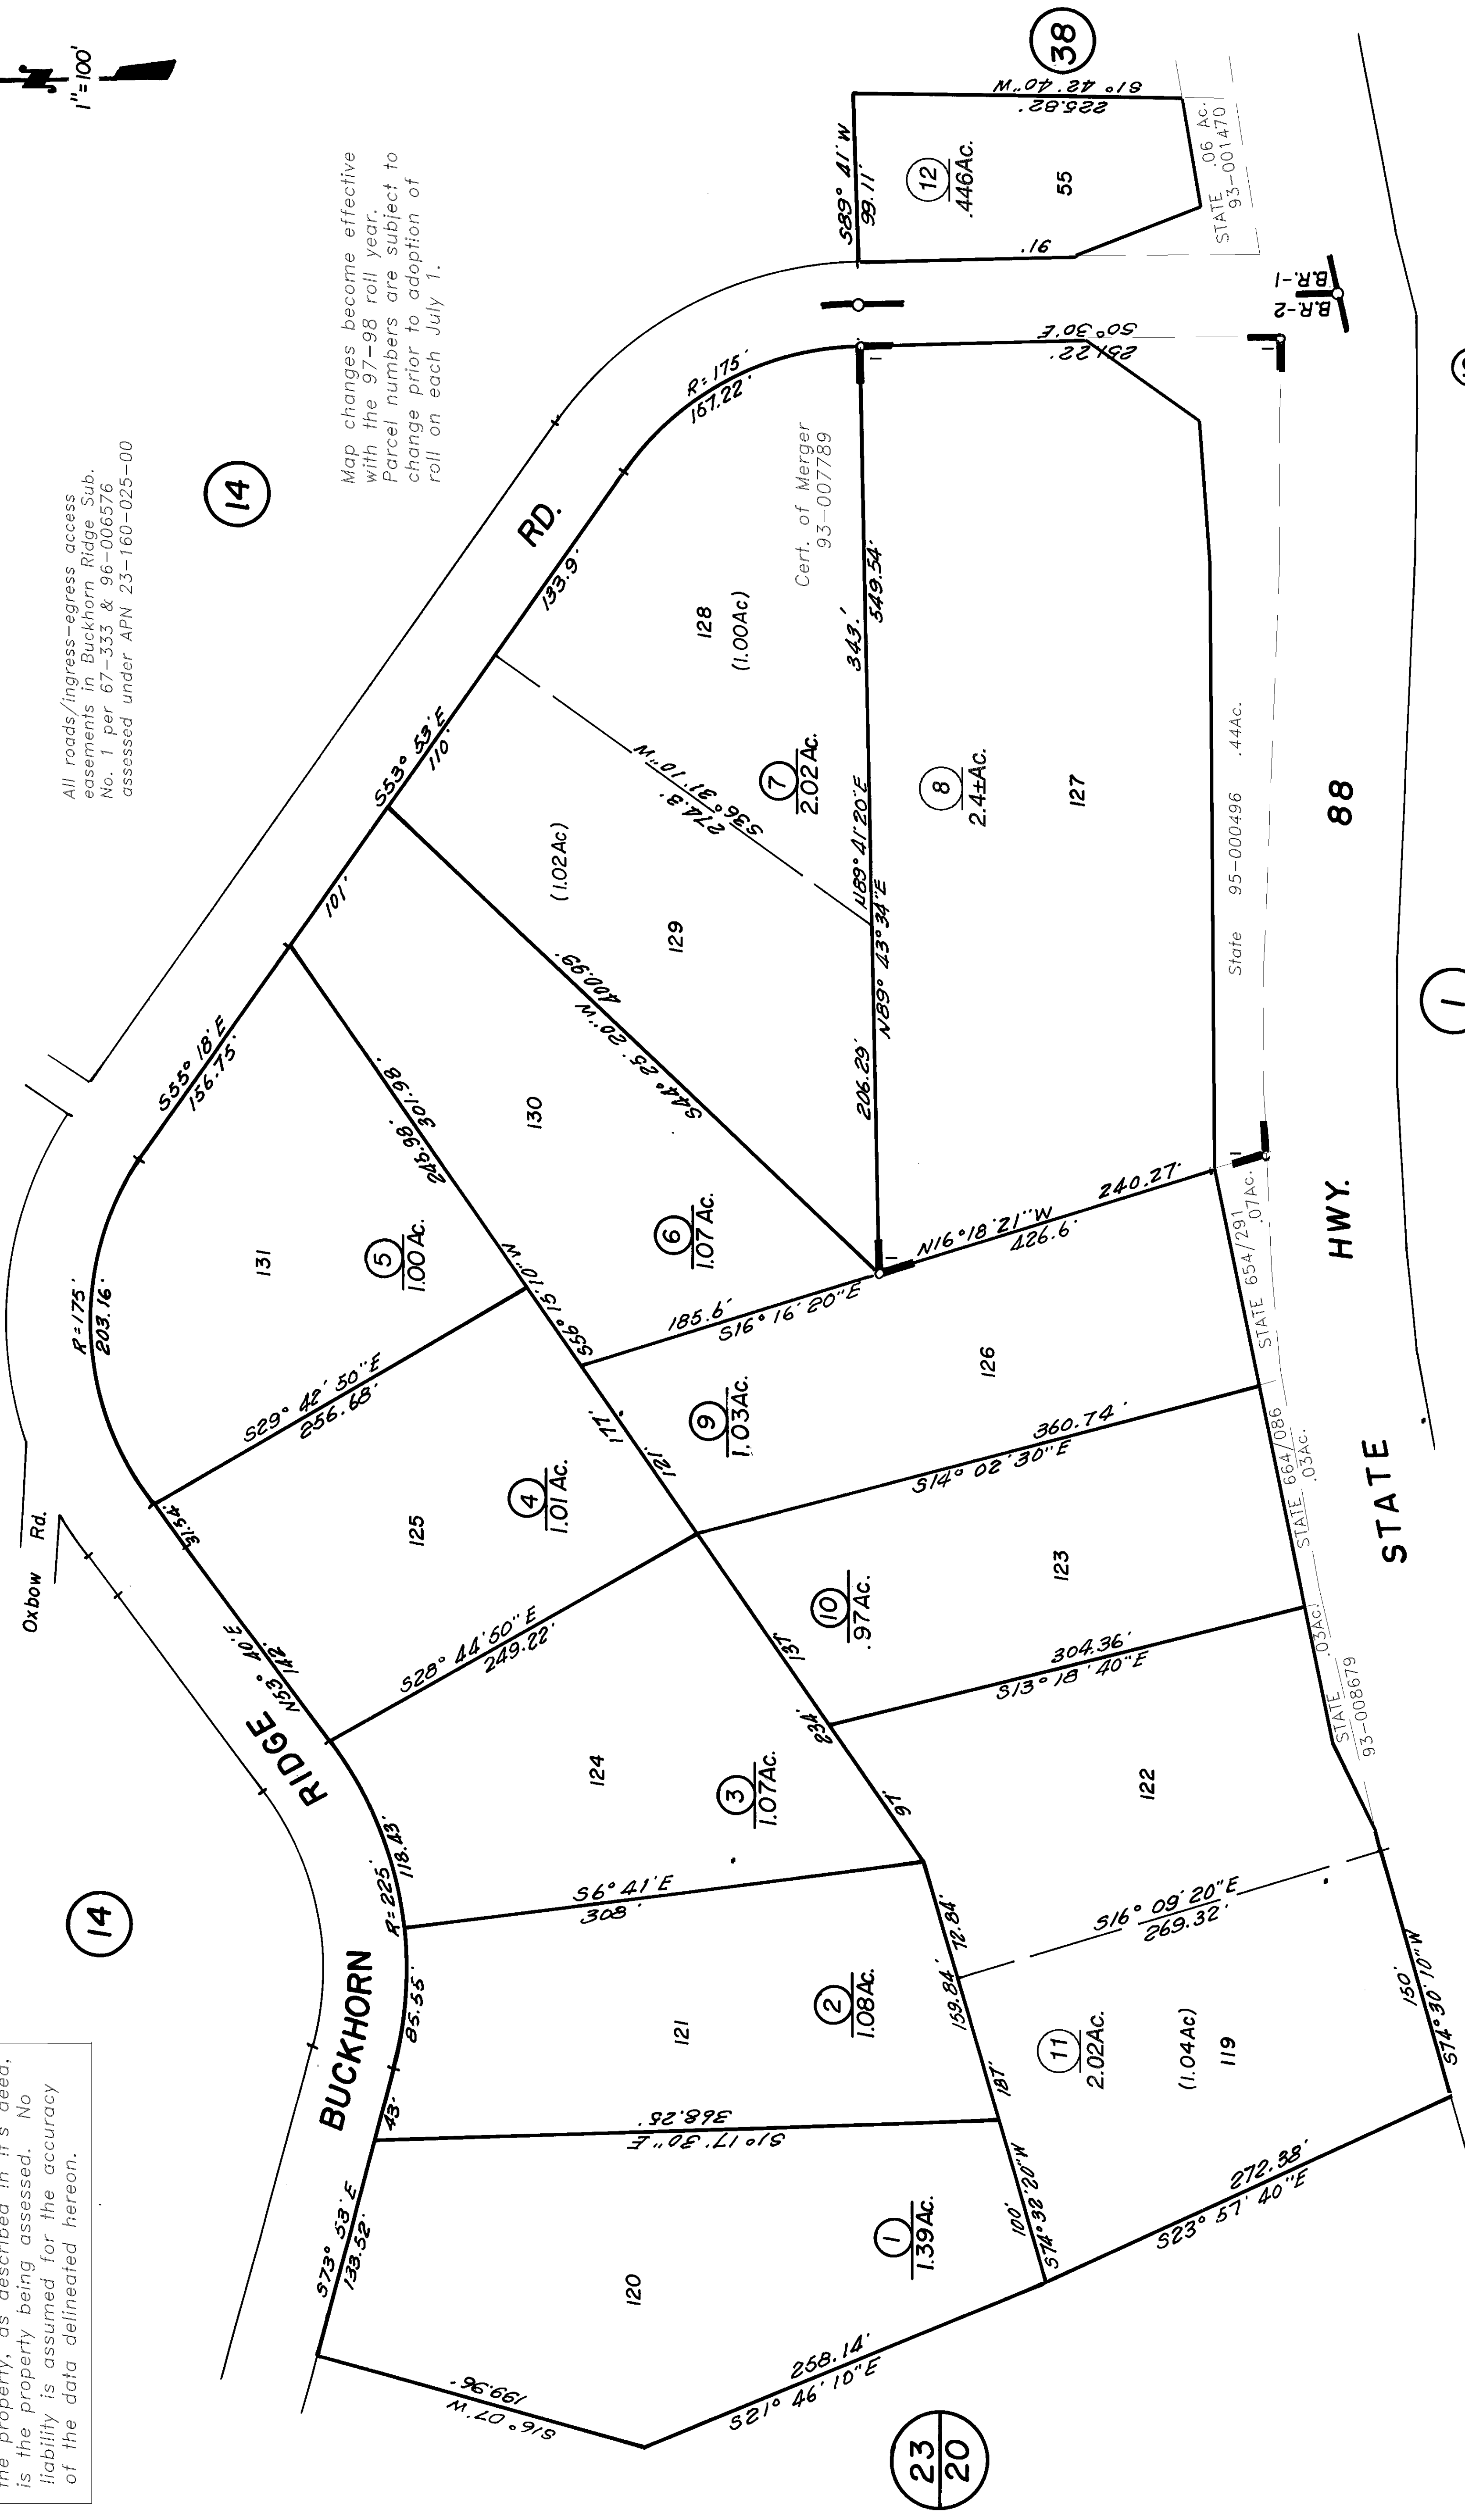 the property, as described in it's deed,
is the property being assessed. No
liability is assumed for the accuracy
of the data delineated hereon.
All roads/ingress-egress access
easements in Buckhorn Ridge Sub.
No. 1 per 67-333 & 96-006576
assessed under APN 23-160-025-00
Map changes become effective
with the 97-98 roll year.
Parcel numbers are subject to
change prior to adoption of
roll on each July 1.
N
1"=100'
14
14
38
1
23
20
Oxbow Rd.
BUCKHORN
RIDGE
RD.
STATE
HWY.
88
S73° 53' E
133.52'
43'
85.55'
R=225'
118.43'
N53° 40' E
142'
31.54'
R=175'
203.16'
S55° 18' E
156.75'
101'
S53° 53' E
110'
133.9'
R=175'
157.22'
S16° 07' W
199.96'
120
1
1.39Ac.
S21° 46' 10" E
258.14'
S1° 17' 30" E
368.25'
121
2
1.08Ac.
S6° 41' E
308'
124
3
1.07Ac.
S28° 44' 50" E
249.22'
125
4
1.01Ac.
S29° 42' 50" E
256.68'
131
5
1.00Ac.
245.98'
301.98'
S56° 15' 10" W
130
6
1.07Ac.
S44° 25' 20" W
400.99'
129
(1.02Ac)
S36° 31' 10" W
274.3'
7
2.02Ac.
128
(1.00Ac)
Cert. of Merger
93-007789
206.29'
N89° 41' 20" E
343.'
N89° 43' 34" E
549.54'
8
2.4±Ac.
127
50° 30' E
251.22'
State 95-000496 .44Ac.
S89° 41' W
99.11'
12
.446Ac.
55
91'
S1° 42' 40" W
225.82'
STATE .06 Ac.
93-001470
B.R.-2
B.R.-1
100'
S74° 32' 20" W
187'
159.84'
72.84'
97'
234'
137'
121'
177'
185.6'
S16° 16' 20" E
N16° 18' 12" W
426.6'
240.27'
9
1.03Ac.
126
360.74'
S14° 02' 30" E
10
.97Ac.
123
304.36'
S13° 18' 40" E
122
S16° 09' 20" E
269.32'
11
2.02Ac.
(1.04Ac)
119
272.38'
S23° 57' 40" E
150'
S74° 30' 10" W
STATE .03Ac.
93-008679
STATE 664/086
.03Ac.
STATE 654/291
.07Ac.